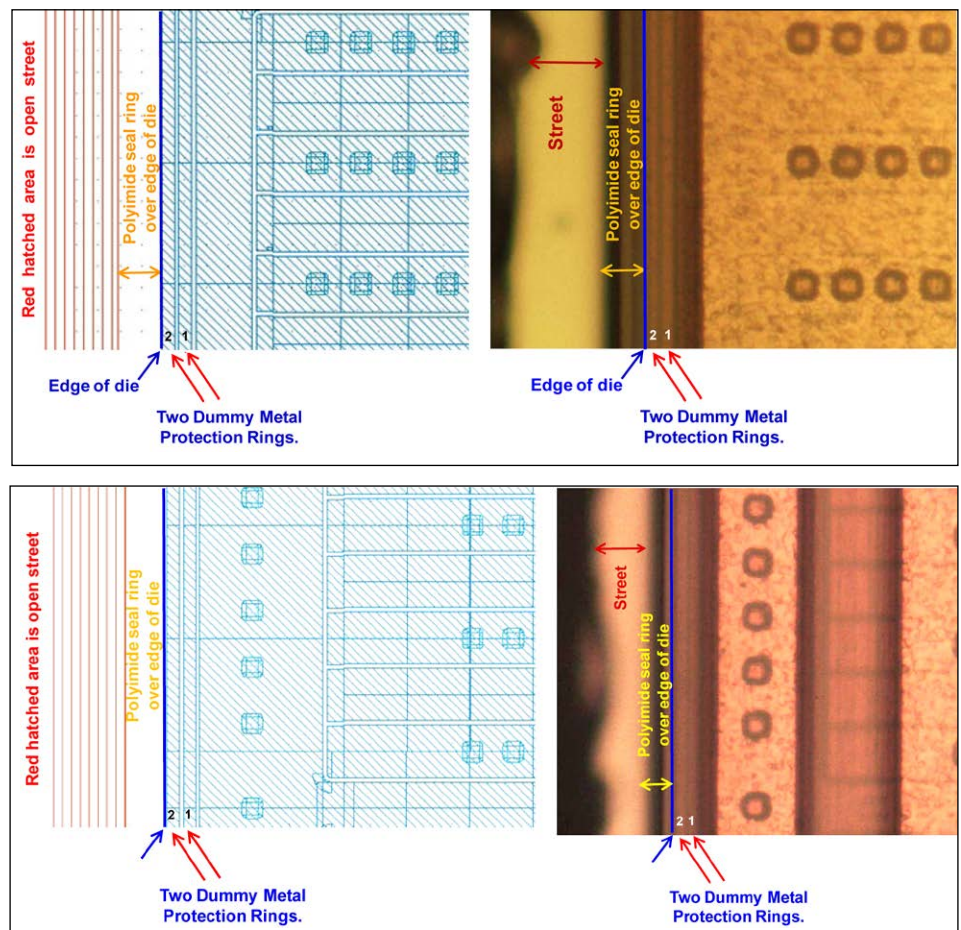 Red hatched area is open street
Polyimide seal ring
over edge of die
2 1
Edge of die
Two Dummy Metal
Protection Rings.
Street
Polyimide seal ring
over edge of die
2 1
Edge of die
Two Dummy Metal
Protection Rings.
Red hatched area is open street
Polyimide seal ring
over edge of die
2 1
Two Dummy Metal
Protection Rings.
Street
Polyimide seal ring
over edge of die
2 1
Two Dummy Metal
Protection Rings.